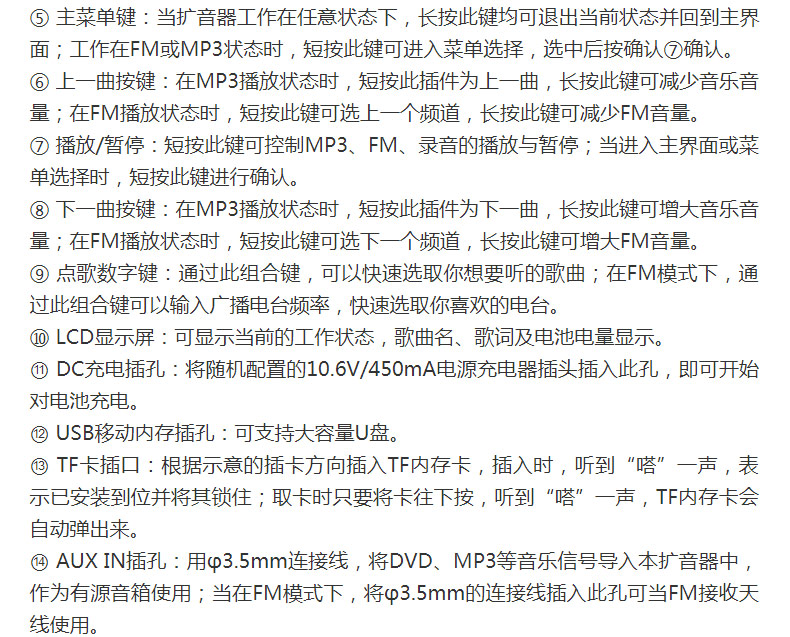 ⑤ 主菜单键：当扩音器工作在任意状态下，长按此键均可退出当前状态并回到主界
面；工作在FM或MP3状态时，短按此键可进入菜单选择，选中后按确认⑦确认。
⑥ 上一曲按键：在MP3播放状态时，短按此插件为上一曲，长按此键可减少音乐音
量；在FM播放状态时，短按此键可选上一个频道，长按此键可减少FM音量。
⑦ 播放/暂停：短按此键可控制MP3、FM、录音的播放与暂停；当进入主界面或菜
单选择时，短按此键进行确认。
⑧ 下一曲按键：在MP3播放状态时，短按此插件为下一曲，长按此键可增大音乐音
量；在FM播放状态时，短按此键可选下一个频道，长按此键可增大FM音量。
⑨ 点歌数字键：通过此组合键，可以快速选取你想要听的歌曲；在FM模式下，通
过此组合键可以输入广播电台频率，快速选取你喜欢的电台。
⑩ LCD显示屏：可显示当前的工作状态，歌曲名、歌词及电池电量显示。
⑪ DC充电插孔：将随机配置的10.6V/450mA电源充电器插头插入此孔，即可开始
对电池充电。
⑫ USB移动内存插孔：可支持大容量U盘。
⑬ TF卡插口：根据示意的插卡方向插入TF内存卡，插入时，听到“嗒”一声，表
示已安装到位并将其锁住；取卡时只要将卡往下按，听到“嗒”一声，TF内存卡会
自动弹出来。
⑭ AUX IN插孔：用φ3.5mm连接线，将DVD、MP3等音乐信号导入本扩音器中，
作为有源音箱使用；当在FM模式下，将φ3.5mm的连接线插入此孔可当FM接收天
线使用。